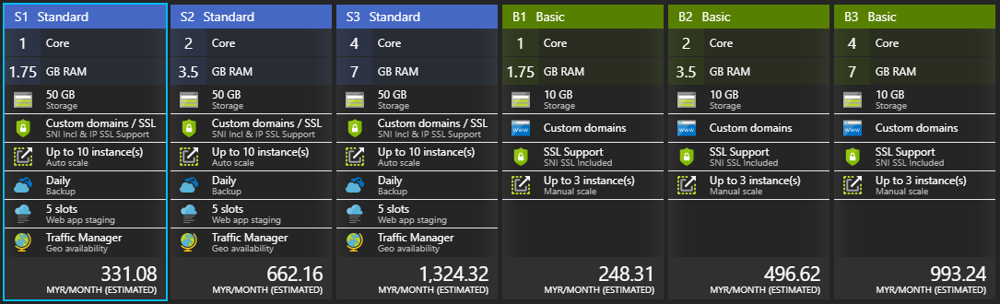 S1 Standard
1 Core
1.75 GB RAM
50 GB
Storage
Custom domains / SSL
SNI Incl & IP SSL Support
Up to 10 instance(s)
Auto scale
Daily
Backup
5 slots
Web app staging
Traffic Manager
Geo availability
331.08
MYR/MONTH (ESTIMATED)
S2 Standard
2 Core
3.5 GB RAM
50 GB
Storage
Custom domains / SSL
SNI Incl & IP SSL Support
Up to 10 instance(s)
Auto scale
Daily
Backup
5 slots
Web app staging
Traffic Manager
Geo availability
662.16
MYR/MONTH (ESTIMATED)
S3 Standard
4 Core
7 GB RAM
50 GB
Storage
Custom domains / SSL
SNI Incl & IP SSL Support
Up to 10 instance(s)
Auto scale
Daily
Backup
5 slots
Web app staging
Traffic Manager
Geo availability
1,324.32
MYR/MONTH (ESTIMATED)
B1 Basic
1 Core
1.75 GB RAM
10 GB
Storage
www Custom domains
SSL Support
SNI SSL Included
Up to 3 instance(s)
Manual scale
248.31
MYR/MONTH (ESTIMATED)
B2 Basic
2 Core
3.5 GB RAM
10 GB
Storage
www Custom domains
SSL Support
SNI SSL Included
Up to 3 instance(s)
Manual scale
496.62
MYR/MONTH (ESTIMATED)
B3 Basic
4 Core
7 GB RAM
10 GB
Storage
www Custom domains
SSL Support
SNI SSL Included
Up to 3 instance(s)
Manual scale
993.24
MYR/MONTH (ESTIMATED)